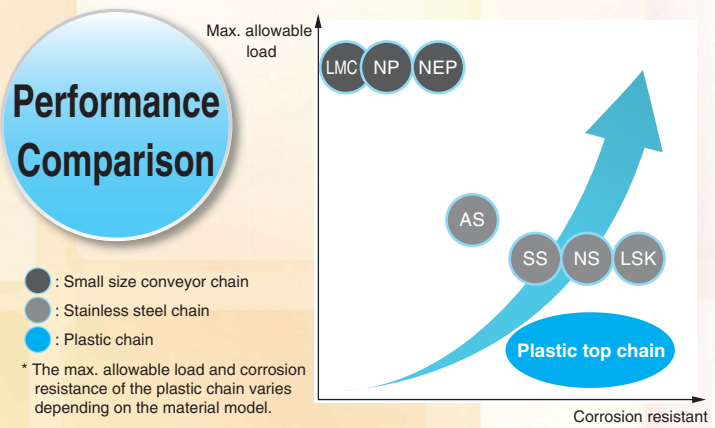 Performance
Comparison
Max. allowable
load
LMC NP NEP
AS
SS NS LSK
Plastic top chain
Corrosion resistant
: Small size conveyor chain
: Stainless steel chain
: Plastic chain
* The max. allowable load and corrosion
resistance of the plastic chain varies
depending on the material model.